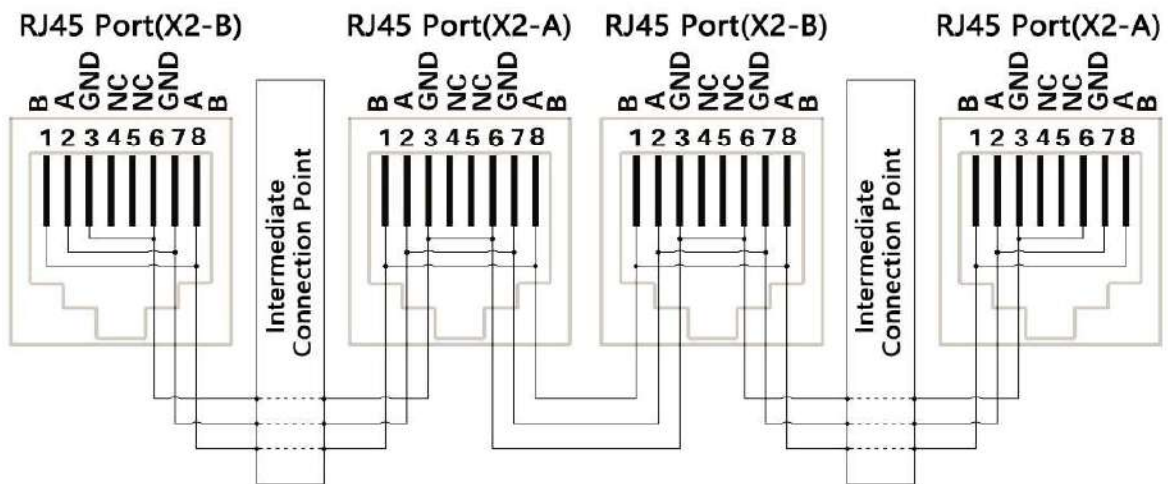 RJ45 Port(X2-B)
B A GND NC NC GND A B
1 2 3 4 5 6 7 8
Intermediate
Connection Point
RJ45 Port(X2-A)
B A GND NC NC GND A B
1 2 3 4 5 6 7 8
RJ45 Port(X2-B)
B A GND NC NC GND A B
1 2 3 4 5 6 7 8
Intermediate
Connection Point
RJ45 Port(X2-A)
B A GND NC NC GND A B
1 2 3 4 5 6 7 8